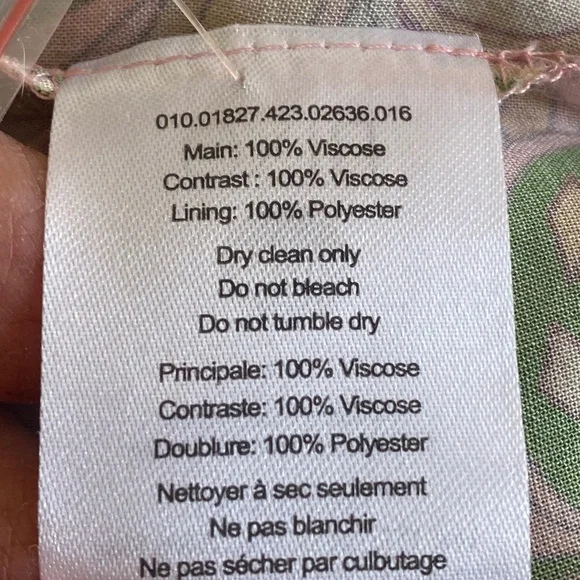 010.01827.423.02636.016
Main: 100% Viscose
Contrast : 100% Viscose
Lining: 100% Polyester
Dry clean only
Do not bleach
Do not tumble dry
Principale: 100% Viscose
Contraste: 100% Viscose
Doublure: 100% Polyester
Nettoyer à sec seulement
Ne pas blanchir
Ne pas sécher par culbutage